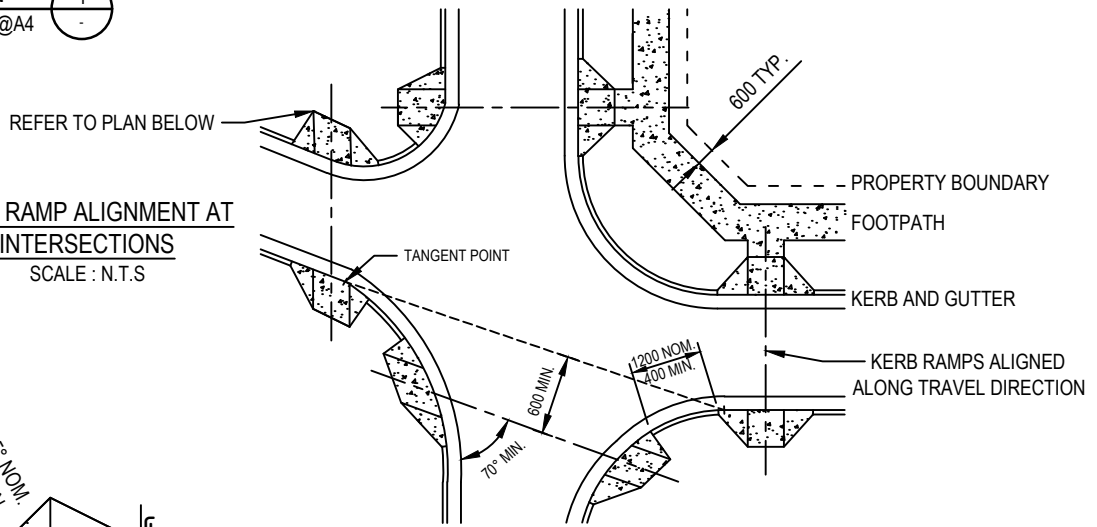 @A4
-
REFER TO PLAN BELOW
600 TYP.
PROPERTY BOUNDARY
FOOTPATH
RAMP ALIGNMENT AT
INTERSECTIONS
SCALE : N.T.S
TANGENT POINT
KERB AND GUTTER
1200 NOM.
400 MIN.
KERB RAMPS ALIGNED
ALONG TRAVEL DIRECTION
600 MIN.
70° MIN.
° NOM.